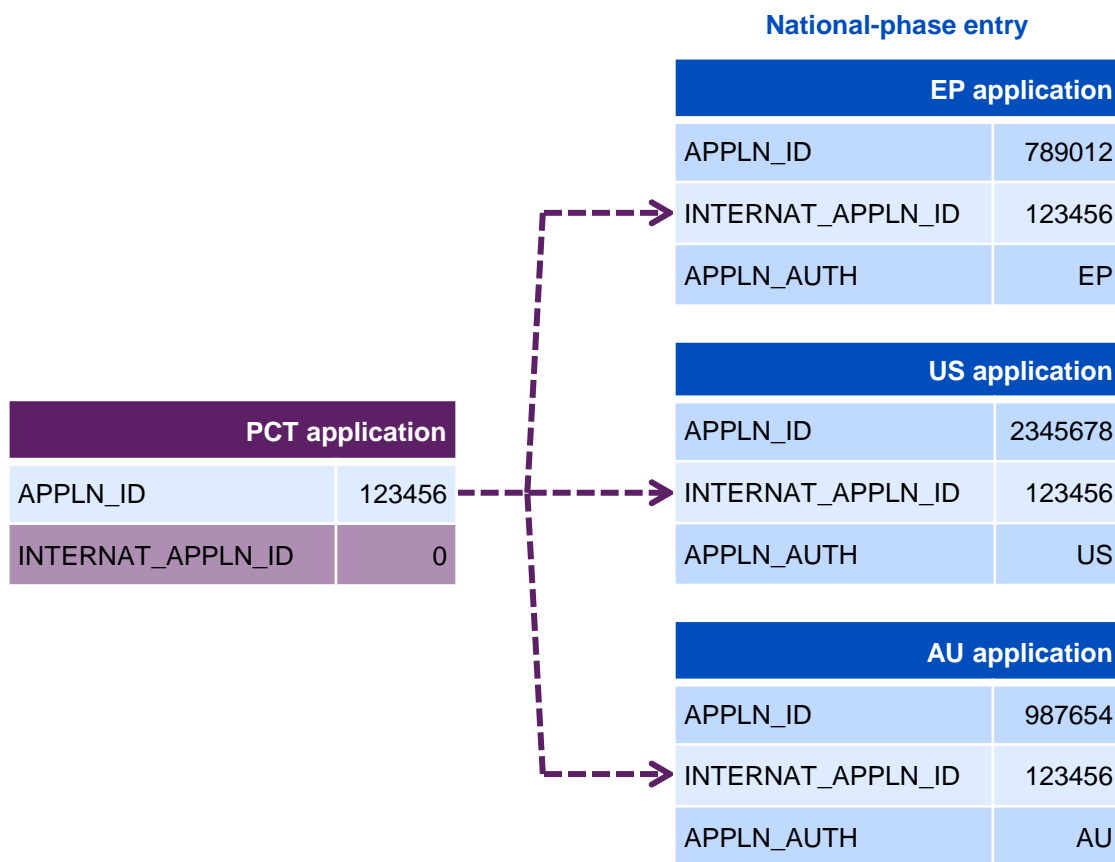 National-phase entry
EP application
APPLN_ID 789012
INTERNAT_APPLN_ID 123456
APPLN_AUTH EP
US application
APPLN_ID 2345678
INTERNAT_APPLN_ID 123456
APPLN_AUTH US
PCT application
APPLN_ID 123456
INTERNAT_APPLN_ID 0
AU application
APPLN_ID 987654
INTERNAT_APPLN_ID 123456
APPLN_AUTH AU